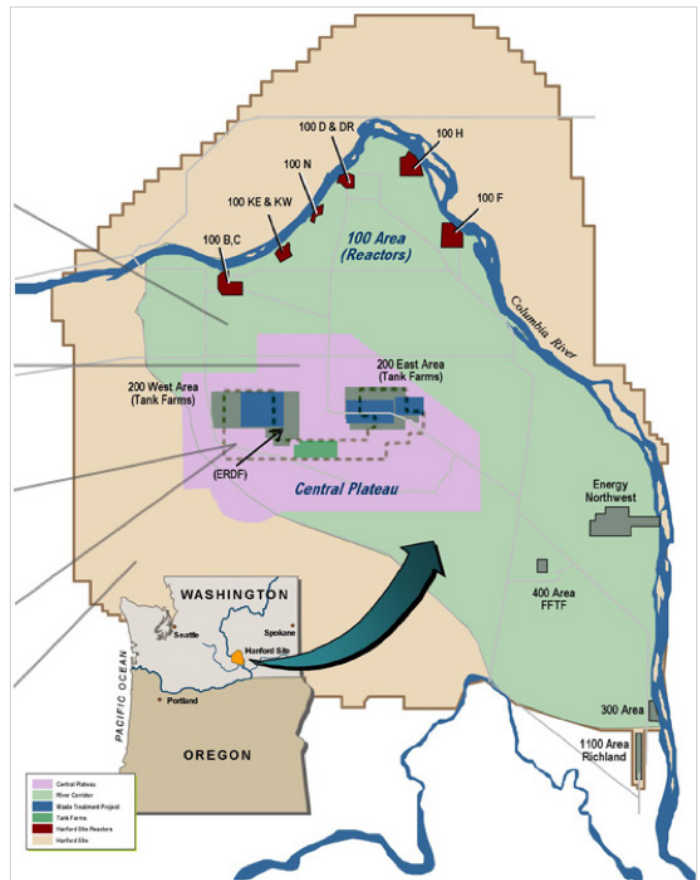 100 D & DR
100 H
100 N
100 KE & KW
100 F
100 B,C
100 Area
(Reactors)
Columbia River
200 West Area
(Tank Farms)
200 East Area
(Tank Farms)
(ERDF)
Central Plateau
Energy
Northwest
400 Area
FFTF
WASHINGTON
Seattle
Spokane
Hanford Site
PACIFIC OCEAN
Portland
OREGON
300 Area
1100 Area
Richland
Central Plateau
River Corridor
Waste Treatment Project
Tank Farms
Hanford Site Reactors
Hanford Site